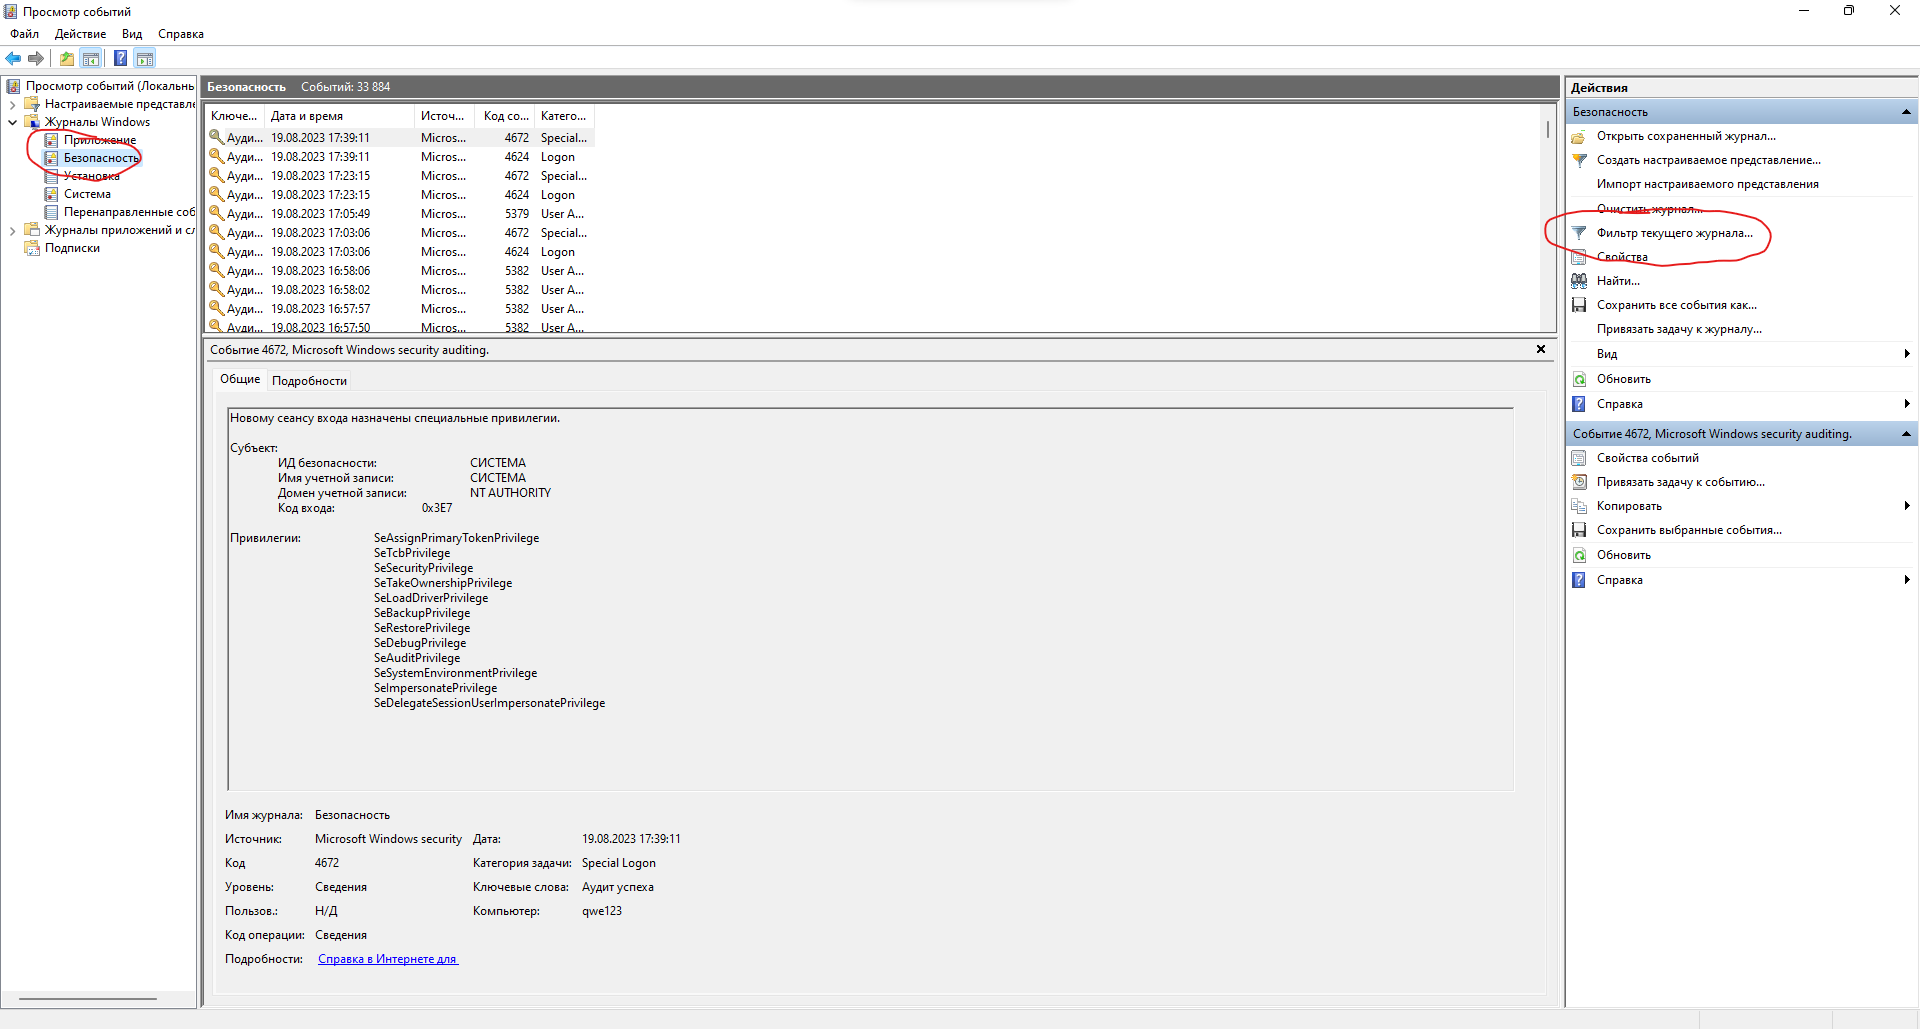 Просмотр событий
Файл Действие Вид Справка
Просмотр событий (Локальнь
Настраиваемые представле
Журналы Windows
Приложение
Безопасность
Установка
Система
Перенаправленные соб
Журналы приложений и сл
Подписки
Безопасность Событий: 33 884
Ключе... Дата и время Источ... Код со... Катего...
Ауди... 19.08.2023 17:39:11 Micros... 4672 Special...
Ауди... 19.08.2023 17:39:11 Micros... 4624 Logon
Ауди... 19.08.2023 17:23:15 Micros... 4672 Special...
Ауди... 19.08.2023 17:23:15 Micros... 4624 Logon
Ауди... 19.08.2023 17:05:49 Micros... 5379 User A...
Ауди... 19.08.2023 17:03:06 Micros... 4672 Special...
Ауди... 19.08.2023 17:03:06 Micros... 4624 Logon
Ауди... 19.08.2023 16:58:06 Micros... 5382 User A...
Ауди... 19.08.2023 16:58:02 Micros... 5382 User A...
Ауди... 19.08.2023 16:57:57 Micros... 5382 User A...
Ауди... 19.08.2023 16:57:50 Micros... 5382 User A...
Событие 4672, Microsoft Windows security auditing.
Общие Подробности
Новому сеансу входа назначены специальные привилегии.
Субъект:
ИД безопасности: СИСТЕМА
Имя учетной записи: СИСТЕМА
Домен учетной записи: NT AUTHORITY
Код входа: 0x3E7
Привилегии: SeAssignPrimaryTokenPrivilege
SeTcbPrivilege
SeSecurityPrivilege
SeTakeOwnershipPrivilege
SeLoadDriverPrivilege
SeBackupPrivilege
SeRestorePrivilege
SeDebugPrivilege
SeAuditPrivilege
SeSystemEnvironmentPrivilege
SeImpersonatePrivilege
SeDelegateSessionUserImpersonatePrivilege
Имя журнала: Безопасность
Источник: Microsoft Windows security Дата: 19.08.2023 17:39:11
Код 4672 Категория задачи: Special Logon
Уровень: Сведения Ключевые слова: Аудит успеха
Пользов.: Н/Д Компьютер: qwe123
Код операции: Сведения
Подробности: Справка в Интернете для
Действия
Безопасность
Открыть сохраненный журнал...
Создать настраиваемое представление...
Импорт настраиваемого представления
Очистить журнал...
Фильтр текущего журнала...
Свойства
Найти...
Сохранить все события как...
Привязать задачу к журналу...
Вид
Обновить
Справка
Событие 4672, Microsoft Windows security auditing.
Свойства событий
Привязать задачу к событию...
Копировать
Сохранить выбранные события...
Обновить
Справка